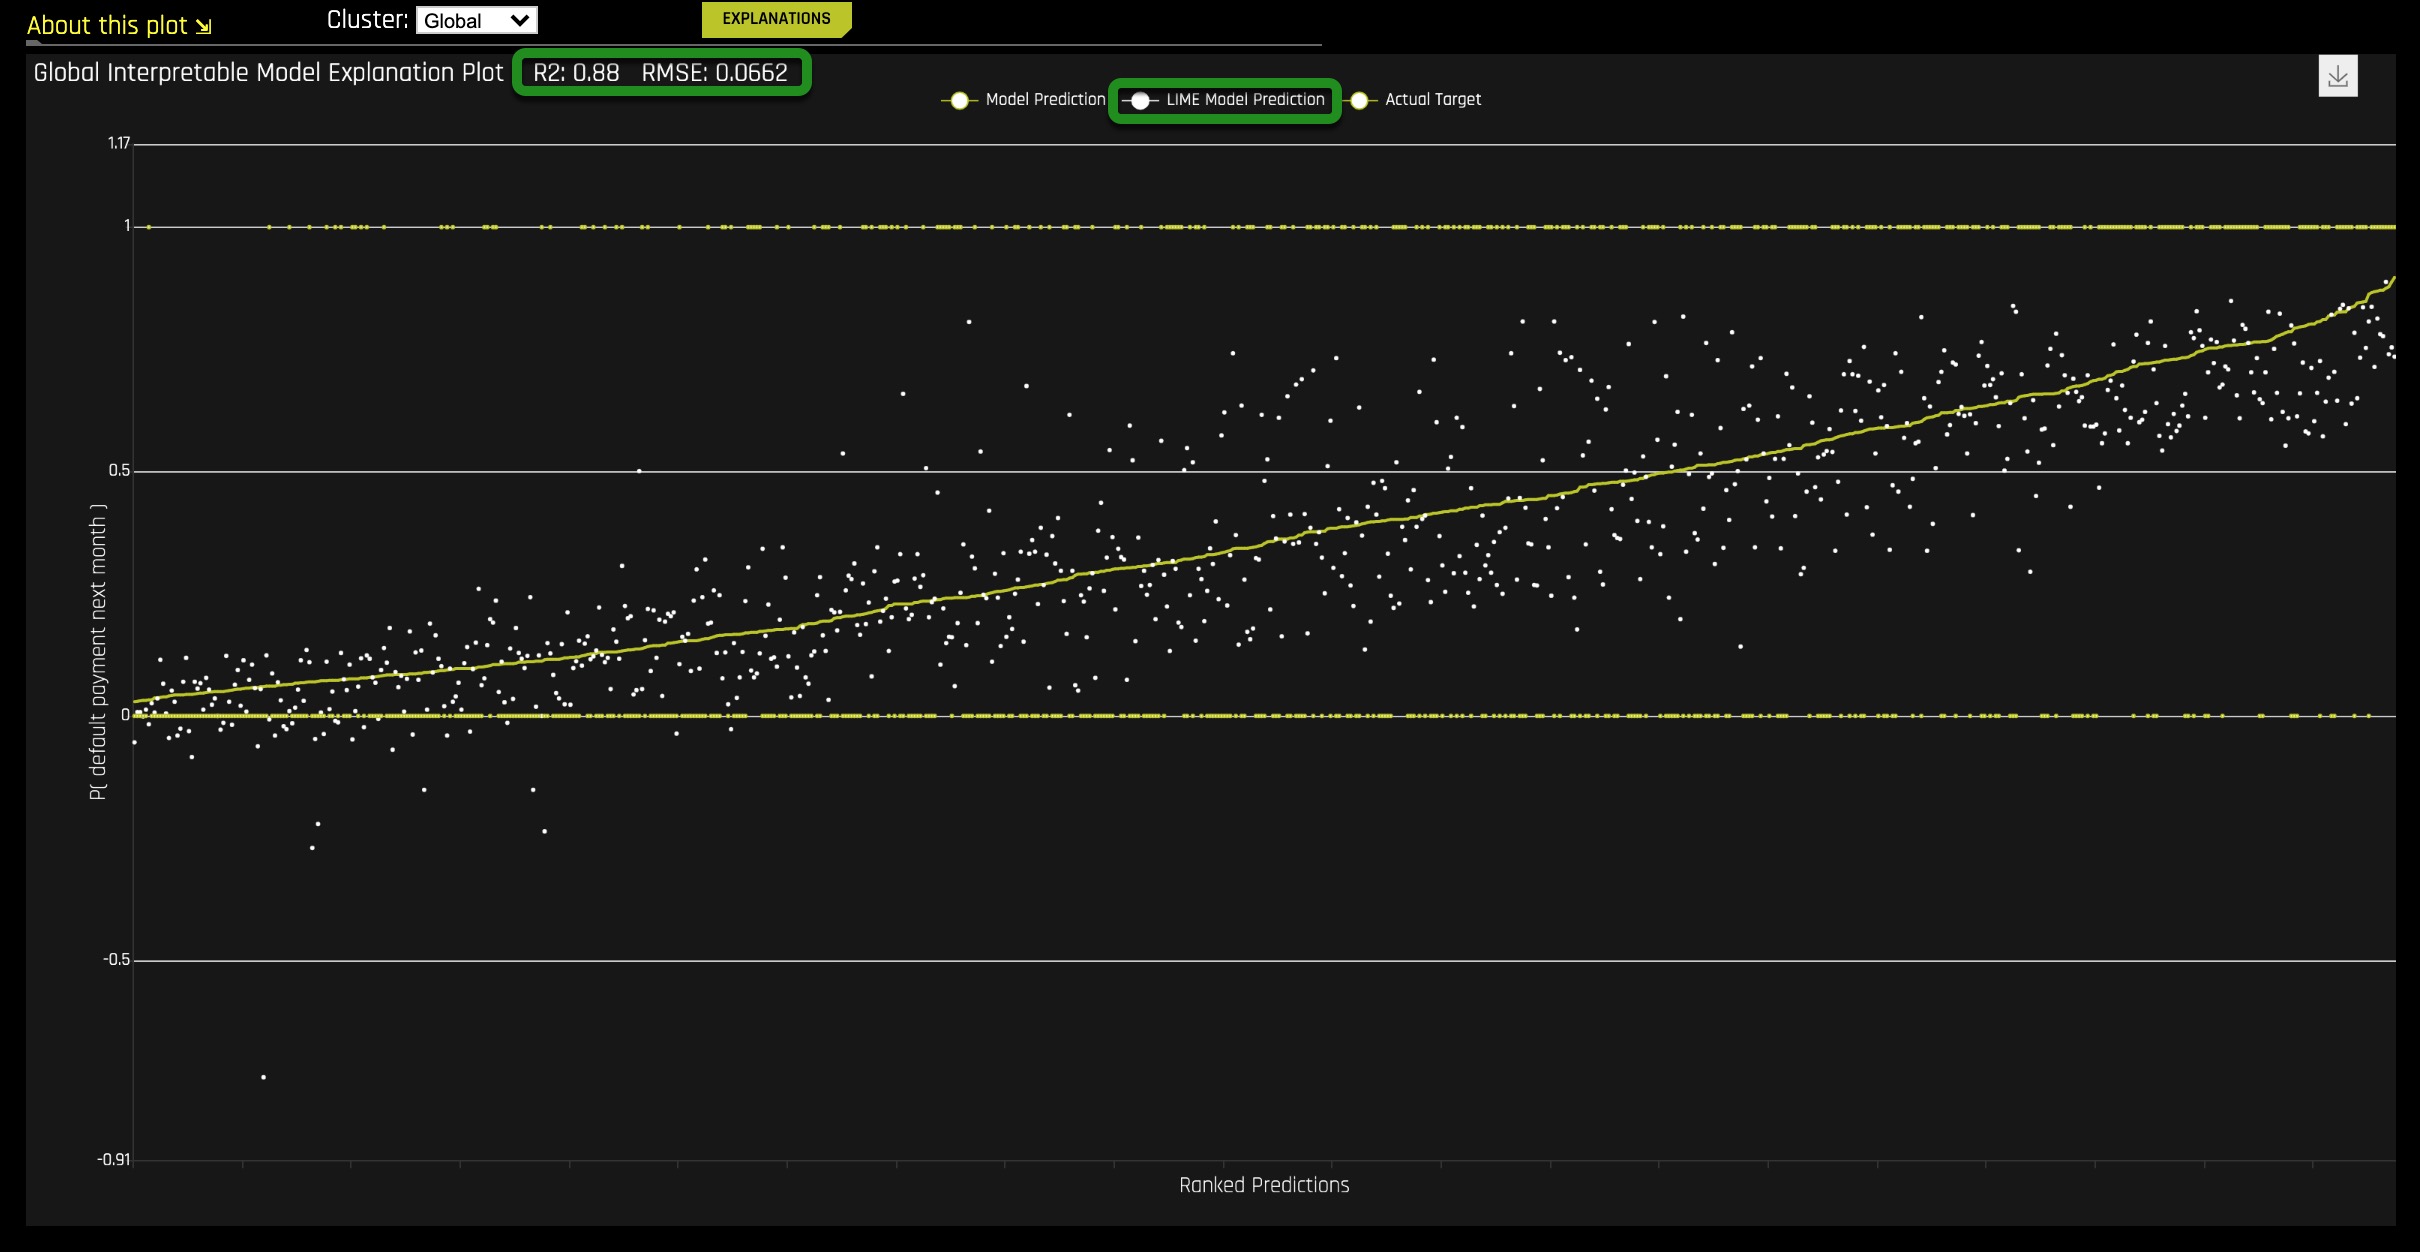 About this plot ⇲
Cluster: Global
EXPLANATIONS
Global Interpretable Model Explanation Plot R2: 0.88 RMSE: 0.0662
Model Prediction LIME Model Prediction Actual Target
1.17
1
0.5
0
-0.5
-0.91
P( default payment next month )
Ranked Predictions